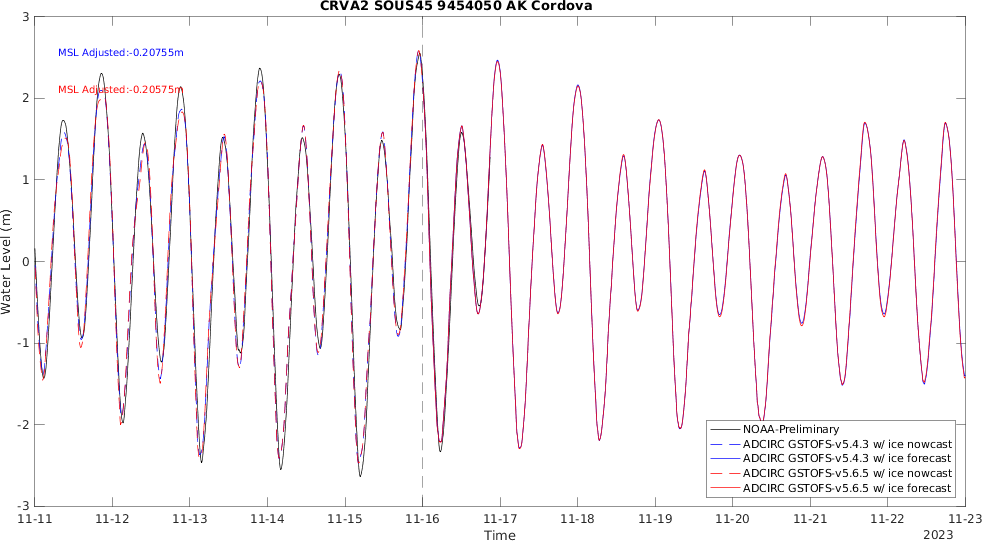 CRVA2 SOUS45 9454050 AK Cordova
3
2
1
0
-1
-2
-3
Water Level (m)
MSL Adjusted:-0.20755m
MSL Adjusted:-0.20575m
NOAA-Preliminary
ADCIRC GSTOFS-v5.4.3 w/ ice nowcast
ADCIRC GSTOFS-v5.4.3 w/ ice forecast
ADCIRC GSTOFS-v5.6.5 w/ ice nowcast
ADCIRC GSTOFS-v5.6.5 w/ ice forecast
11-11 11-12 11-13 11-14 11-15 11-16 11-17 11-18 11-19 11-20 11-21 11-22 11-23
Time
2023